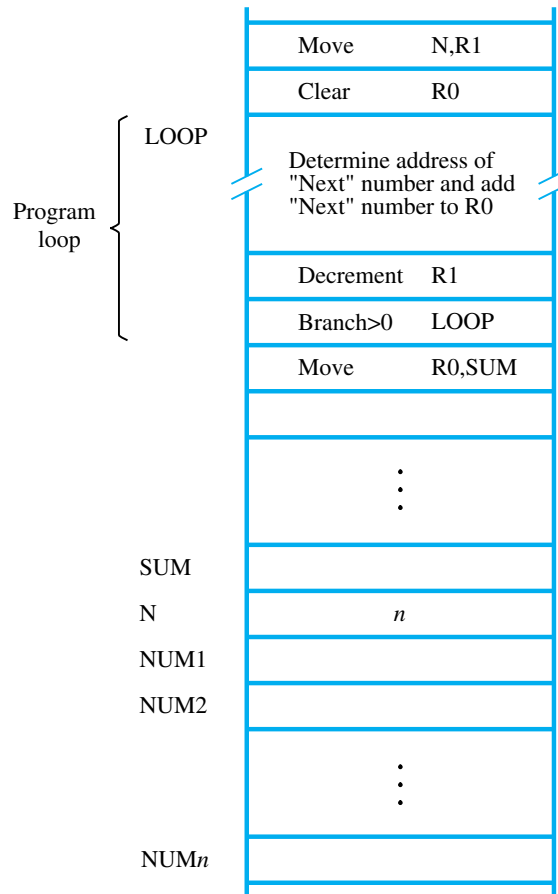 Move N,R1
Clear R0
LOOP
Determine address of
"Next" number and add
"Next" number to R0
Program
loop
Decrement R1
Branch>0 LOOP
Move R0,SUM
SUM
N n
NUM1
NUM2
NUMn